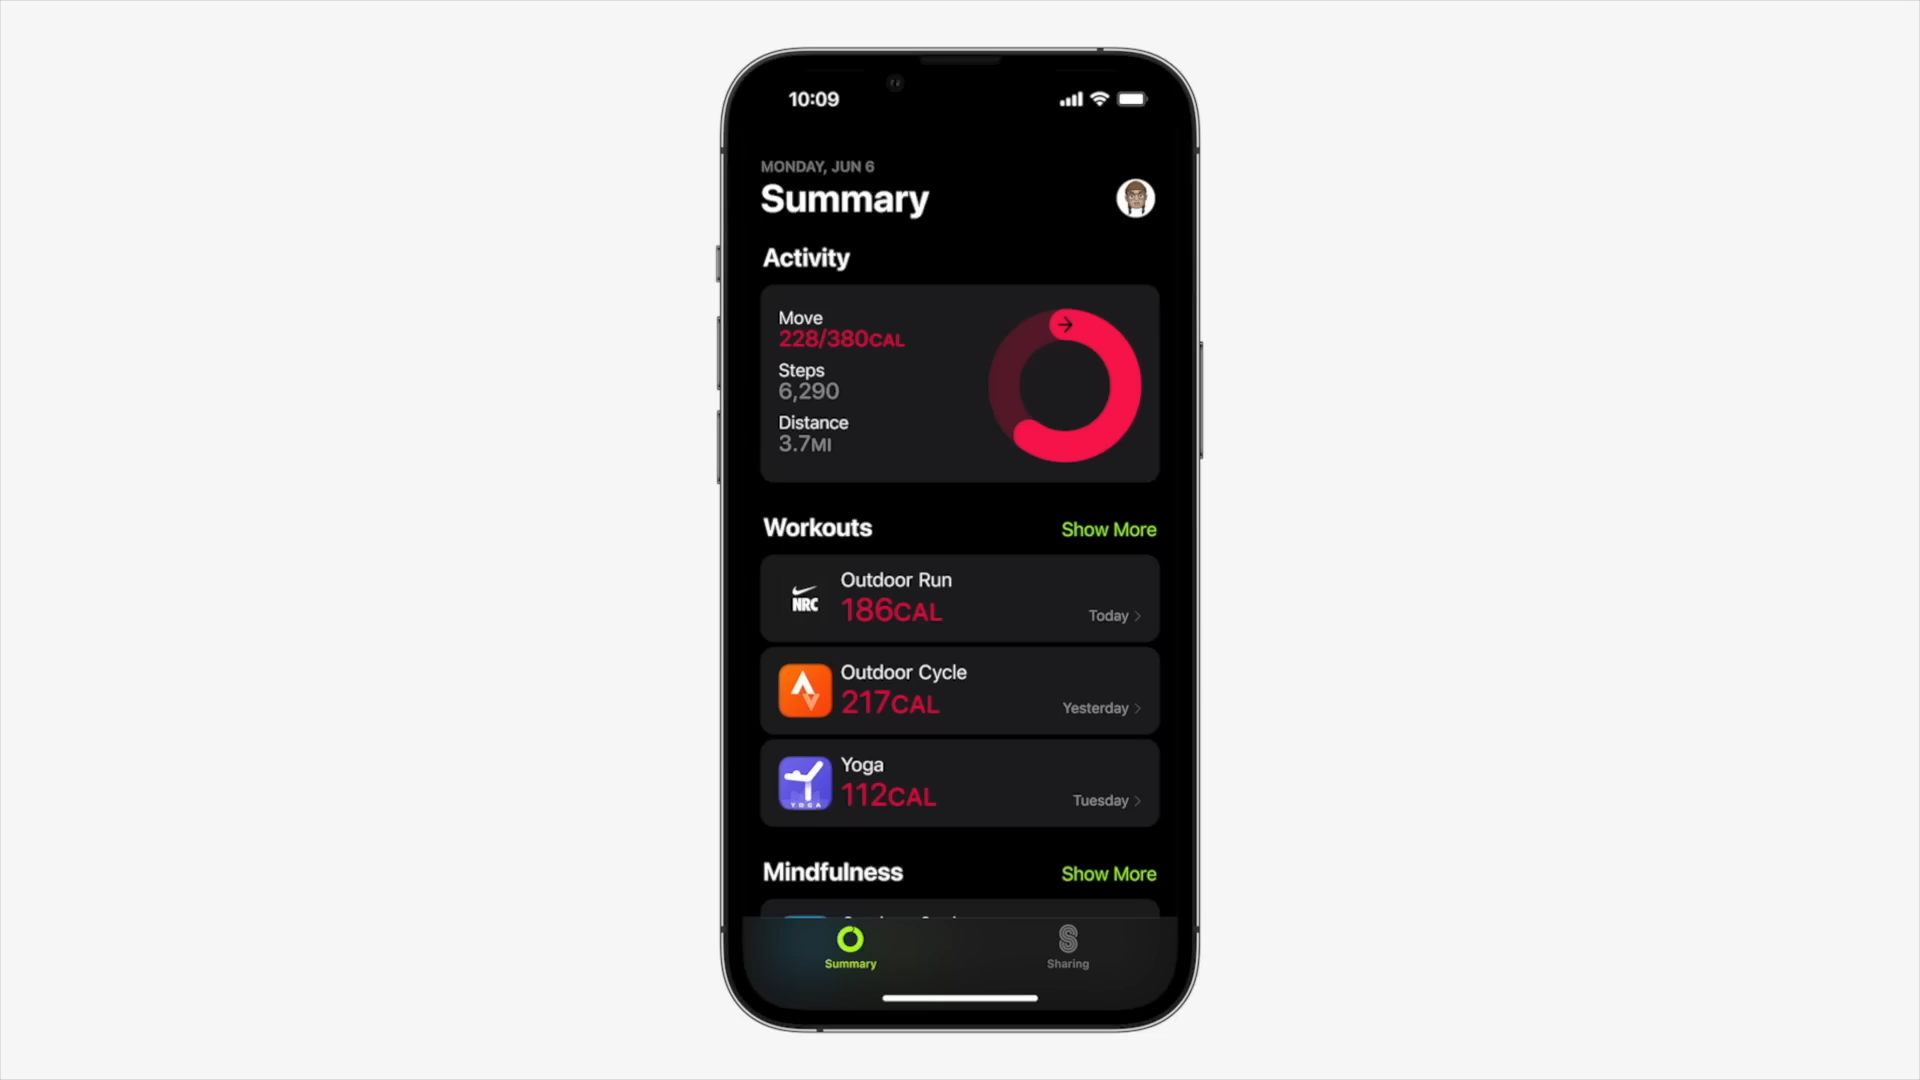 10:09
MONDAY, JUN 6
Summary
Activity
Move
228/380CAL
Steps
6,290
Distance
3.7MI
Workouts
Show More
NRC
Outdoor Run
186CAL
Today
Outdoor Cycle
217CAL
Yesterday
YOGA
Yoga
112CAL
Tuesday
Mindfulness
Show More
Summary
Sharing